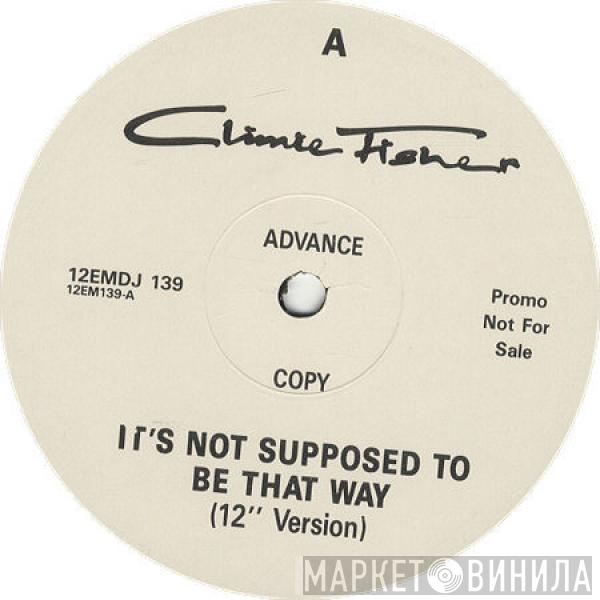 A
Climie Fisher
ADVANCE
12EMDJ 139
12EM139-A
Promo
Not For
Sale
COPY
IT'S NOT SUPPOSED TO
BE THAT WAY
(12" Version)
МАРКЕТ ВИНИЛА